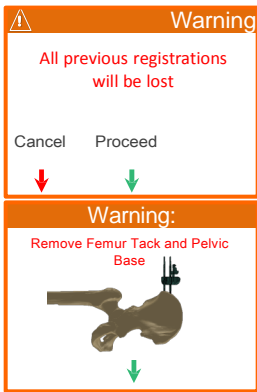 Warning
All previous registrations
will be lost
Cancel Proceed
Warning:
Remove Femur Tack and Pelvic
Base